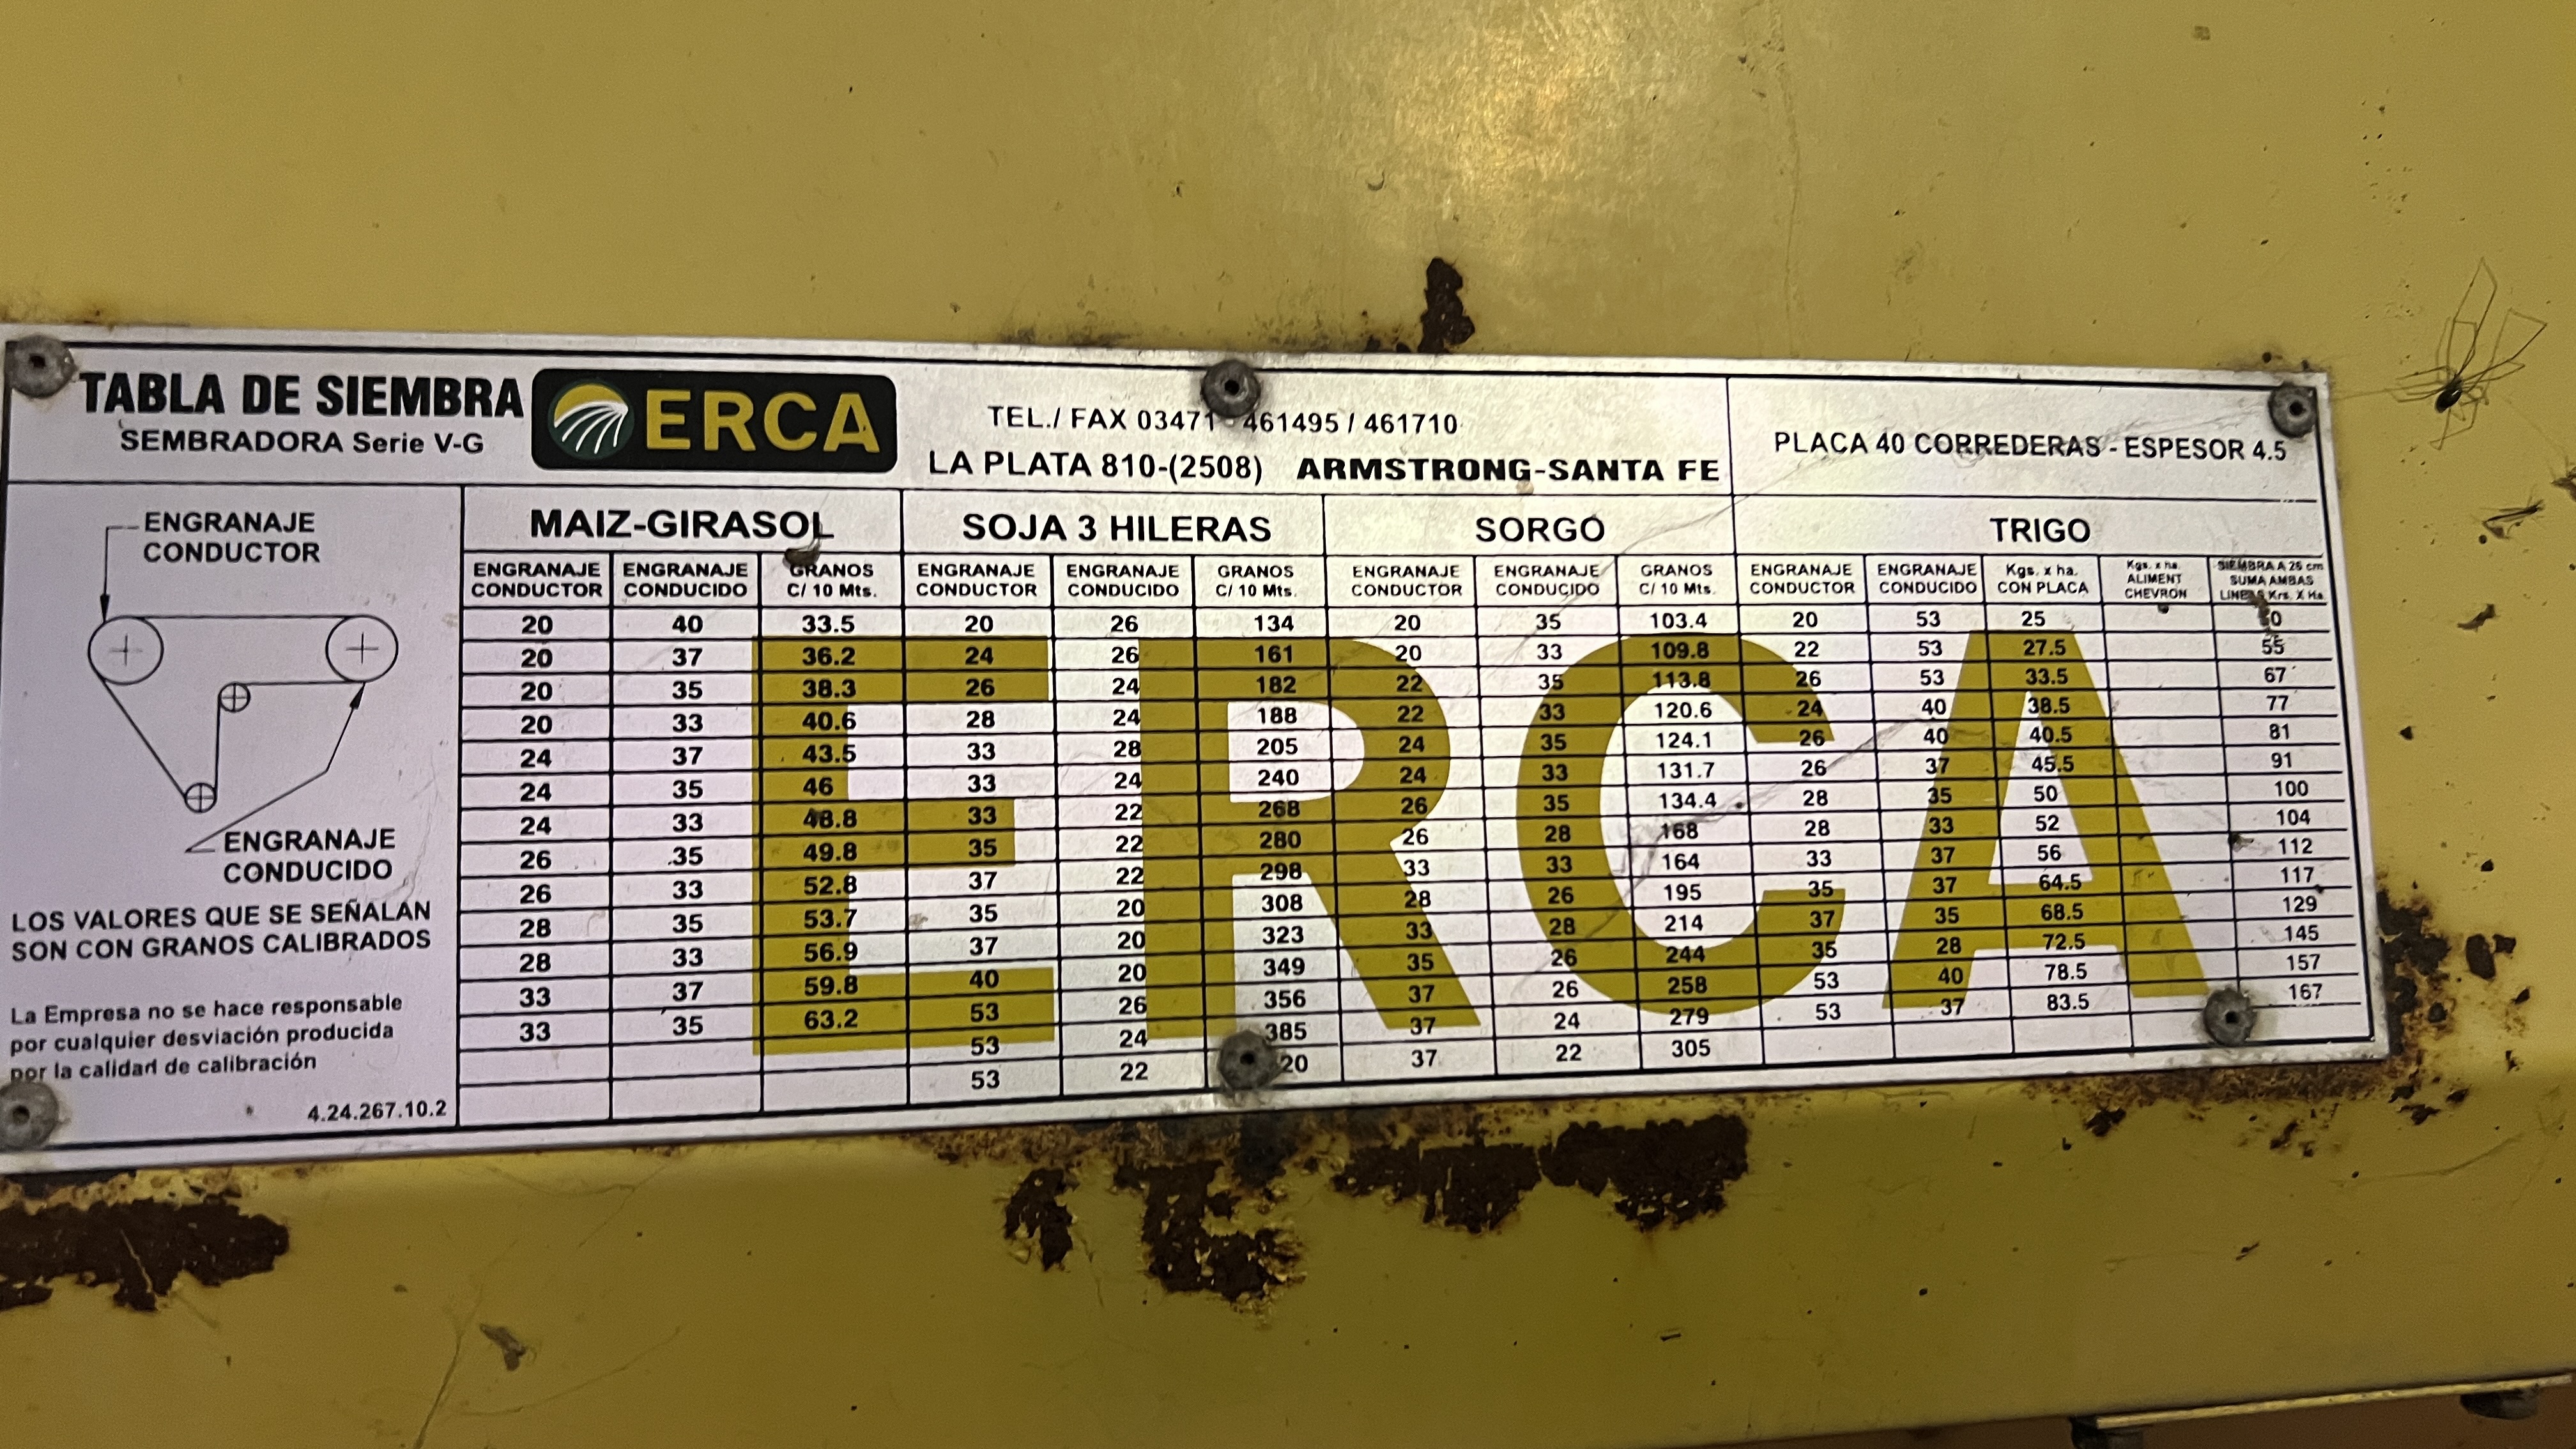 TABLA DE SIEMBRA
SEMBRADORA Serie V-G
ERCA
TEL./ FAX 03471 - 461495 / 461710
LA PLATA 810-(2508) ARMSTRONG-SANTA FE
PLACA 40 CORREDERAS - ESPESOR 4.5
ENGRANAJE
CONDUCTOR
ENGRANAJE
CONDUCIDO
LOS VALORES QUE SE SEÑALAN
SON CON GRANOS CALIBRADOS
La Empresa no se hace responsable
por cualquier desviación producida
por la calidad de calibración
4.24.267.10.2
MAIZ-GIRASOL
ENGRANAJE CONDUCTOR ENGRANAJE CONDUCIDO GRANOS C/ 10 Mts.
20 40 33.5
20 37 36.2
20 35 38.3
20 33 40.6
24 37 43.5
24 35 46
24 33 48.8
26 35 49.8
26 33 52.8
28 35 53.7
28 33 56.9
33 37 59.8
33 35 63.2
SOJA 3 HILERAS
ENGRANAJE CONDUCTOR ENGRANAJE CONDUCIDO GRANOS C/ 10 Mts.
20 26 134
24 26 161
26 24 182
28 24 188
33 28 205
33 24 240
33 22 268
35 22 280
37 22 298
35 20 308
37 20 323
40 20 349
53 26 356
53 24 385
53 22
SORGO
ENGRANAJE CONDUCTOR ENGRANAJE CONDUCIDO GRANOS C/ 10 Mts.
20 35 103.4
20 33 109.8
22 35 113.8
22 33 120.6
24 35 124.1
24 33 131.7
26 35 134.4
26 28 168
33 33 164
28 26 195
33 28 214
35 26 244
37 26 258
37 24 279
37 22 305
TRIGO
ENGRANAJE CONDUCTOR ENGRANAJE CONDUCIDO Kgs. x ha. CON PLACA Kgs. x ha. ALIMENT CHEVRON SIEMBRA A 26 cm SUMA AMBAS LINEAS Krs. X Ha
20 53 25
22 53 27.5 55
26 53 33.5 67
24 40 38.5 77
26 40 40.5 81
26 37 45.5 91
28 35 50 100
28 33 52 104
33 37 56 112
35 37 64.5 117
37 35 68.5 129
35 28 72.5 145
53 40 78.5 157
53 37 83.5 167
ERCA